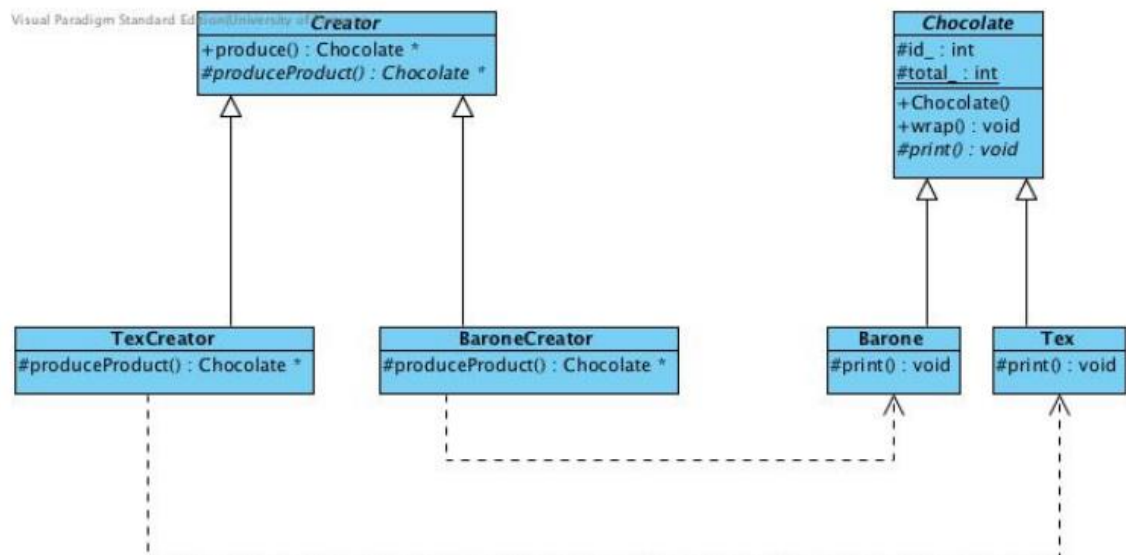 Visual Paradigm Standard Edition(University of
Creator
+produce() : Chocolate *
#produceProduct() : Chocolate *
Chocolate
#id_ : int
#total_ : int
+Chocolate()
+wrap() : void
#print() : void
TexCreator
#produceProduct() : Chocolate *
BaroneCreator
#produceProduct() : Chocolate *
Barone
#print() : void
Tex
#print() : void